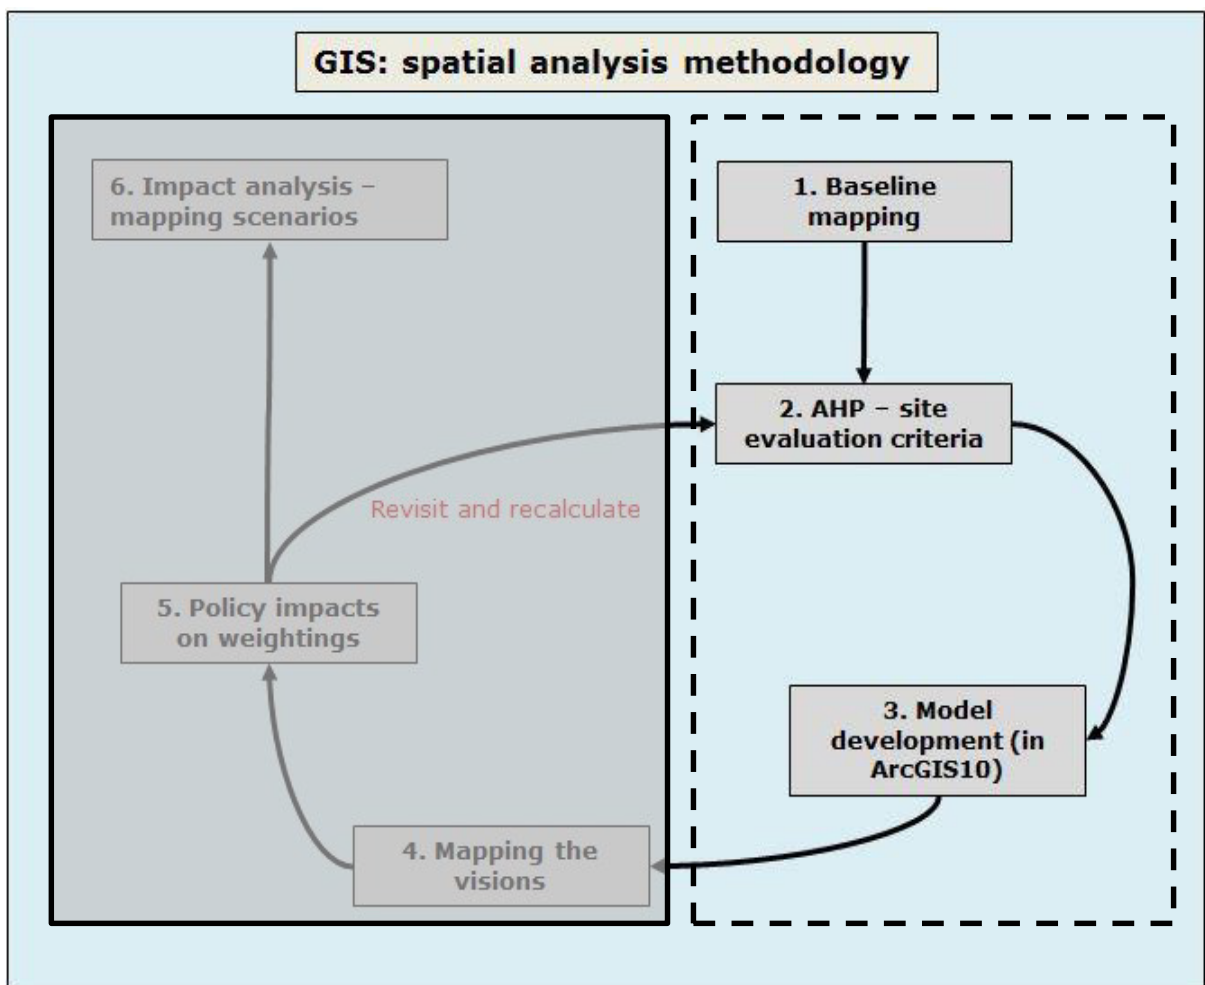 GIS: spatial analysis methodology
6. Impact analysis –
mapping scenarios
1. Baseline
mapping
2. AHP – site
evaluation criteria
Revisit and recalculate
5. Policy impacts
on weightings
3. Model
development (in
ArcGIS10)
4. Mapping the
visions